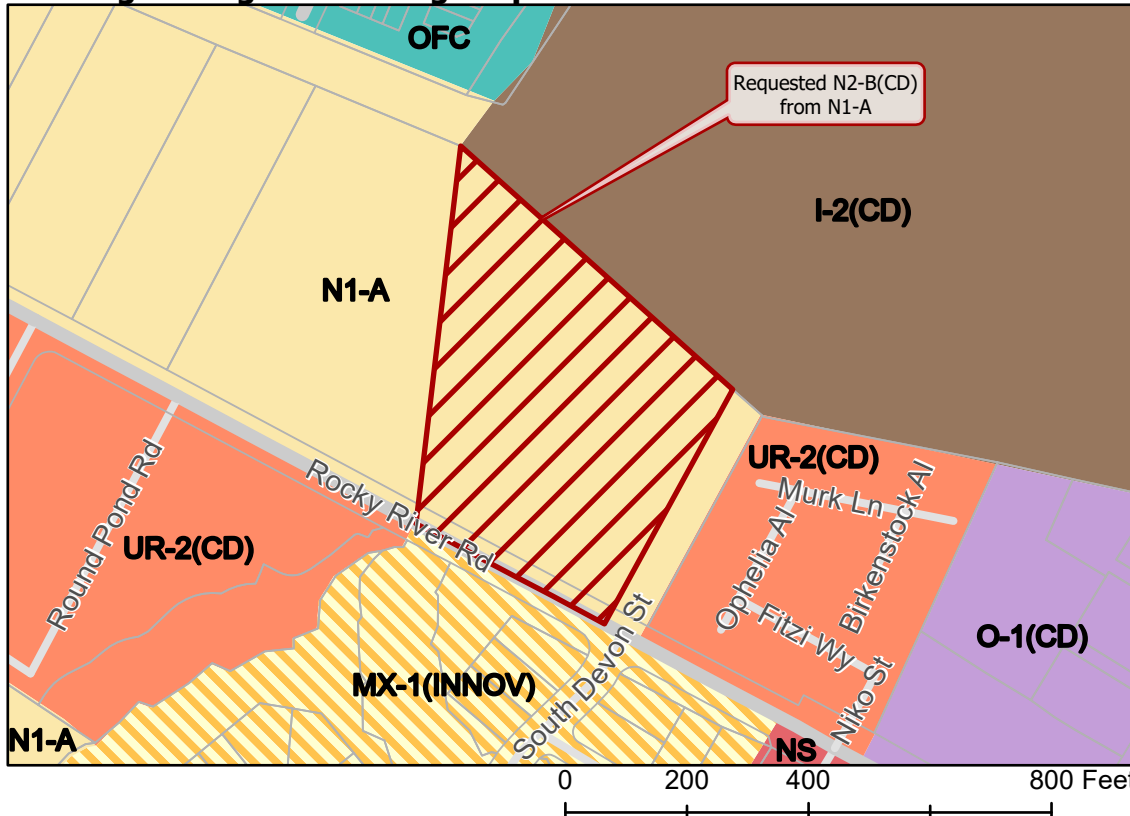 OFC
Requested N2-B(CD)
from N1-A
I-2(CD)
N1-A
UR-2(CD)
Murk Ln
Birkenstock Al
Ophelia Al
Rocky River Rd
Round Pond Rd
UR-2(CD)
Fitzi Wy
O-1(CD)
South Devon St
Niko St
MX-1(INNOV)
N1-A
NS
0 200 400 800 Feet